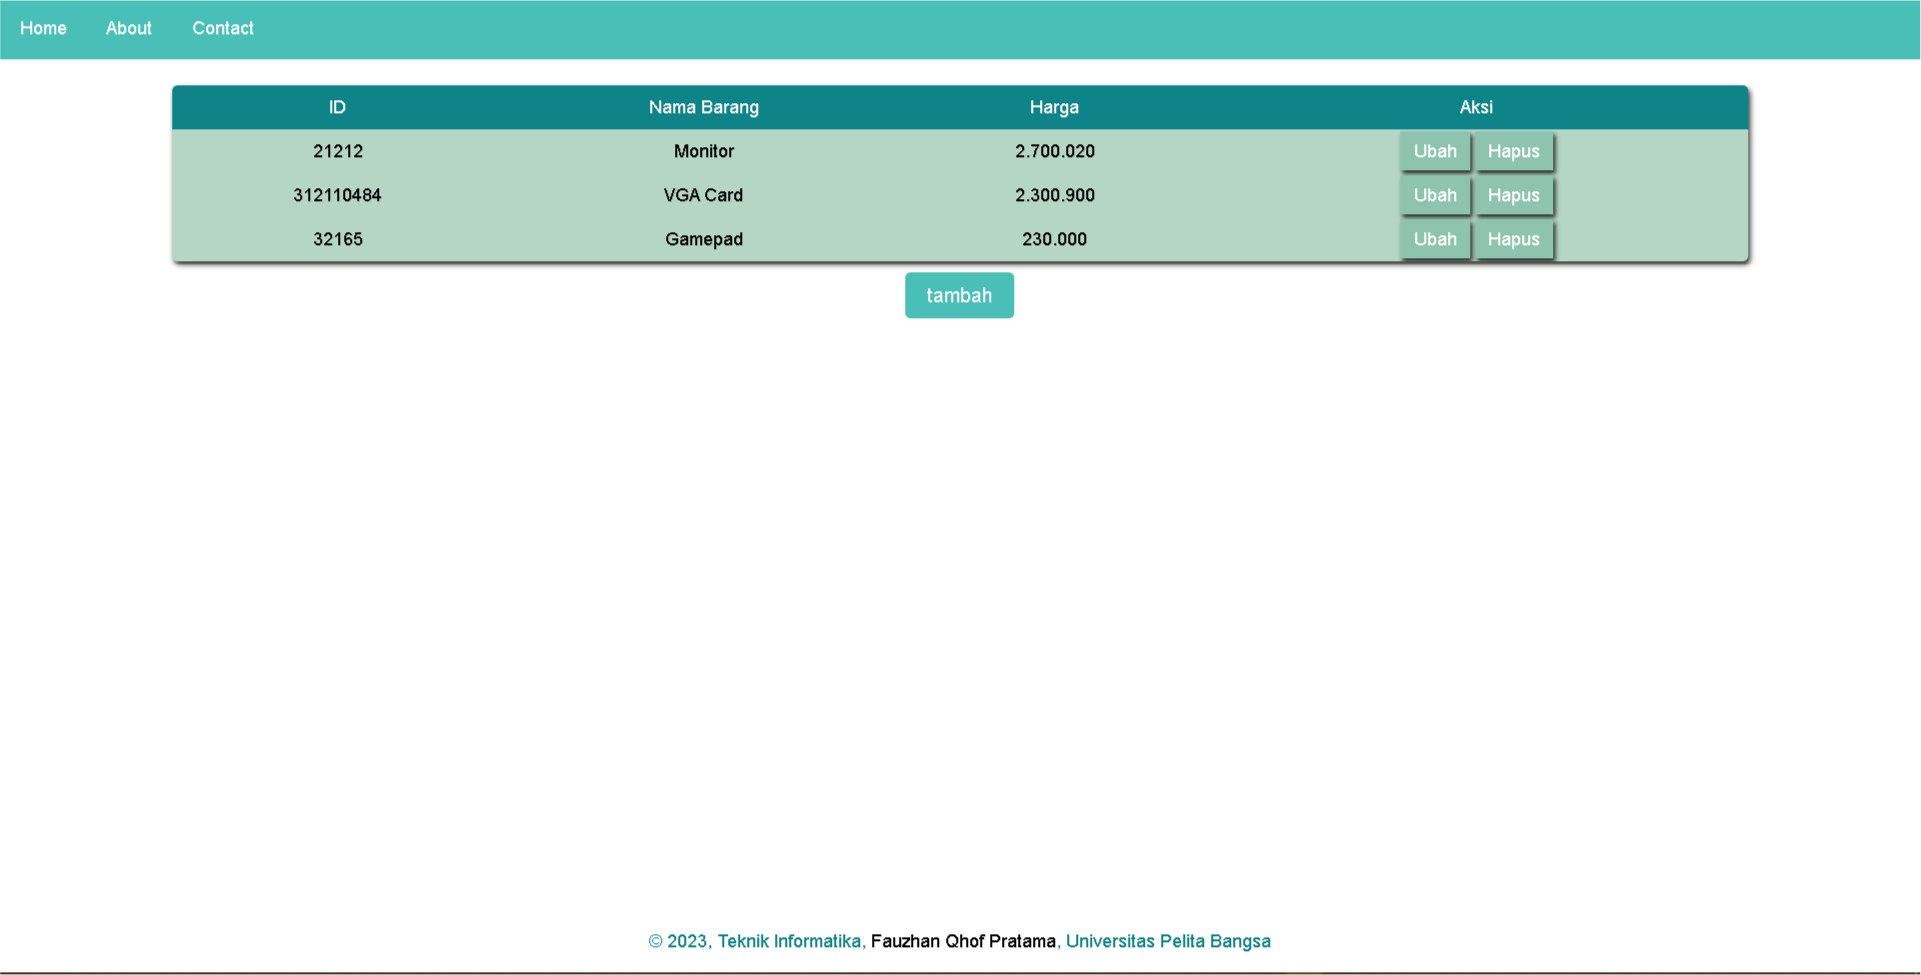 Home About Contact
ID Nama Barang Harga Aksi
21212 Monitor 2.700.020 Ubah Hapus
312110484 VGA Card 2.300.900 Ubah Hapus
32165 Gamepad 230.000 Ubah Hapus
tambah
© 2023, Teknik Informatika, Fauzhan Qhof Pratama, Universitas Pelita Bangsa